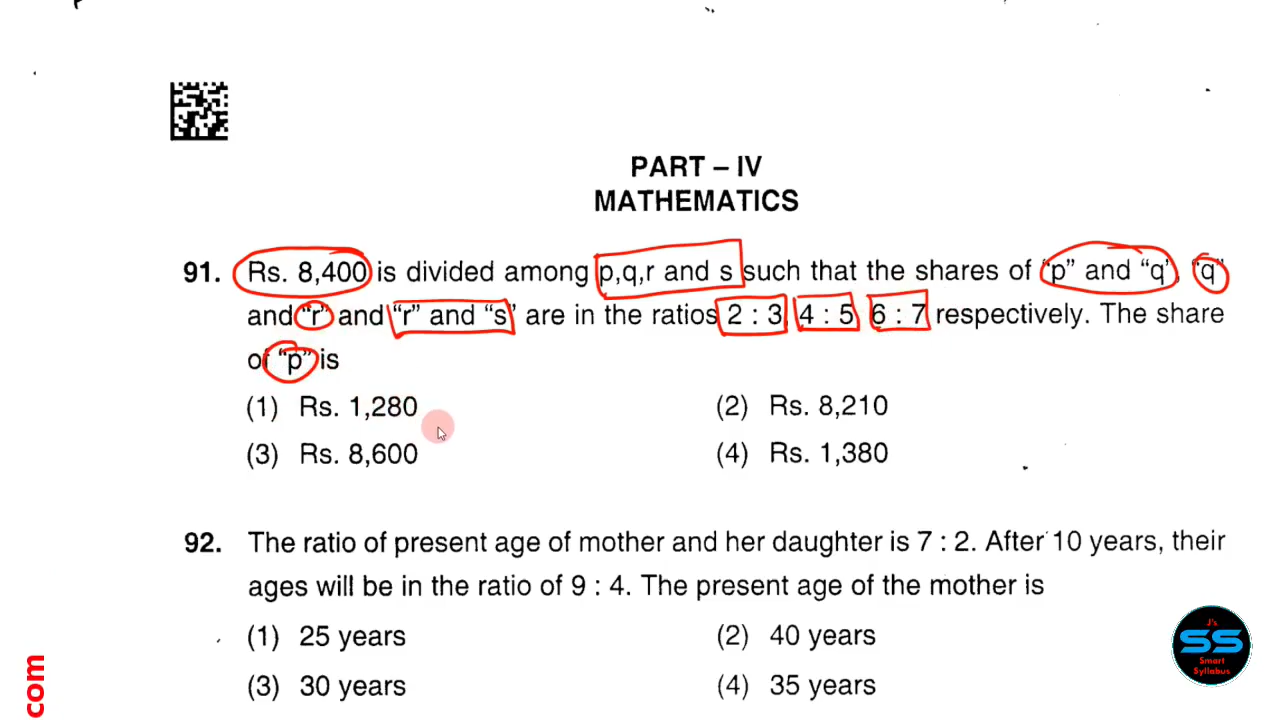 PART – IV
MATHEMATICS
91. Rs. 8,400 is divided among p,q,r and s such that the shares of "p" and "q", "q"
and "r" and "r" and "s" are in the ratios 2 : 3, 4 : 5, 6 : 7 respectively. The share
of "p" is
(1) Rs. 1,280 (2) Rs. 8,210
(3) Rs. 8,600 (4) Rs. 1,380
92. The ratio of present age of mother and her daughter is 7 : 2. After 10 years, their
ages will be in the ratio of 9 : 4. The present age of the mother is
(1) 25 years (2) 40 years
(3) 30 years (4) 35 years
J's
SS
Smart
Syllabus
com